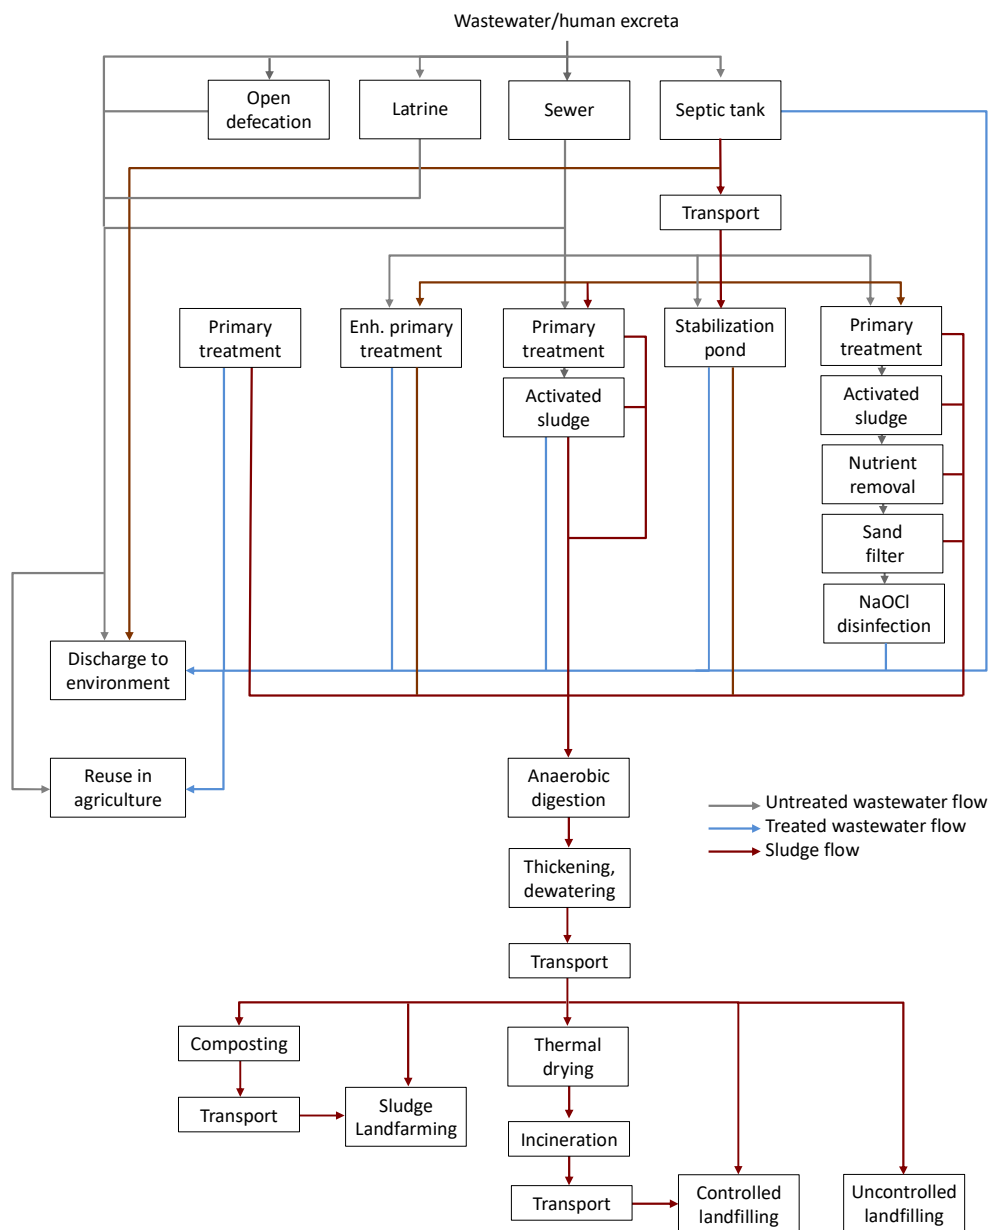 Wastewater/human excreta
Open
defecation
Latrine
Sewer
Septic tank
Transport
Primary
treatment
Enh. primary
treatment
Primary
treatment
Stabilization
pond
Primary
treatment
Activated
sludge
Activated
sludge
Nutrient
removal
Sand
filter
NaOCl
disinfection
Discharge to
environment
Reuse in
agriculture
Anaerobic
digestion
Untreated wastewater flow
Treated wastewater flow
Sludge flow
Thickening,
dewatering
Transport
Composting
Thermal
drying
Transport
Sludge
Landfarming
Incineration
Transport
Controlled
landfilling
Uncontrolled
landfilling